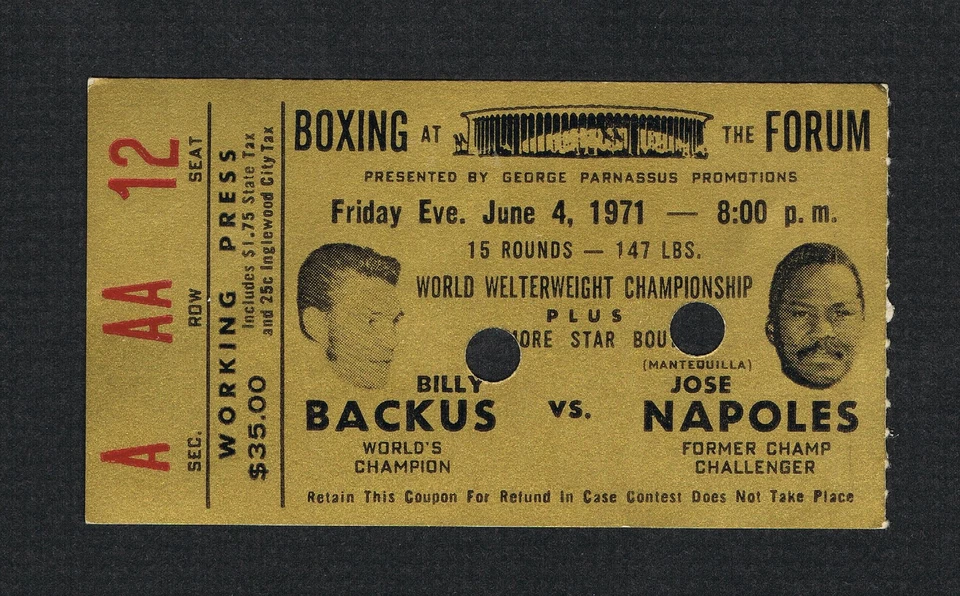 12
SEAT
AA
ROW
A
SEC.
WORKING PRESS
$35.00
Includes $1.75 State Tax
and 25c Inglewood City Tax
BOXING AT THE FORUM
PRESENTED BY GEORGE PARNASSUS PROMOTIONS
Friday Eve. June 4, 1971 — 8:00 p.m.
15 ROUNDS — 147 LBS.
WORLD WELTERWEIGHT CHAMPIONSHIP
PLUS
STAR
(MANTEQUILLA)
BILLY JOSE
BACKUS VS. NAPOLES
WORLD'S FORMER CHAMP
CHAMPION CHALLENGER
Retain This Coupon For Refund In Case Contest Does Not Take Place